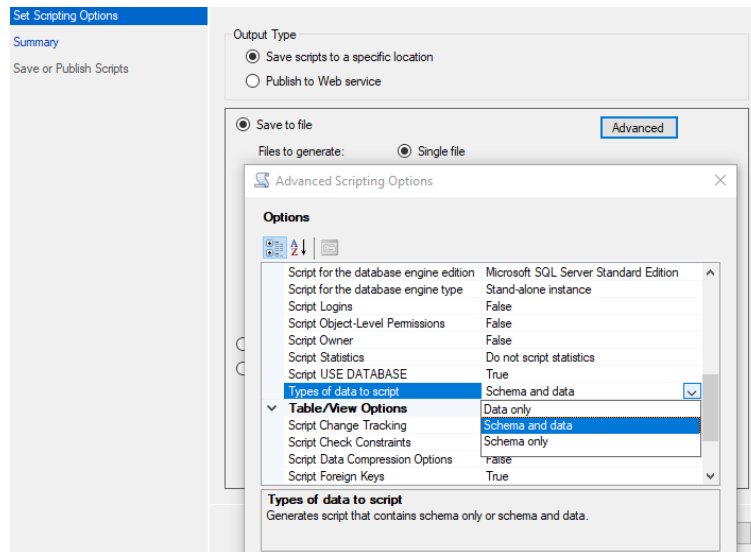 Set Scripting Options
Summary
Save or Publish Scripts
Output Type
Save scripts to a specific location
Publish to Web service
Save to file
Advanced
Files to generate:
Single file
Advanced Scripting Options
Options
Script for the database engine edition Microsoft SQL Server Standard Edition
Script for the database engine type Stand-alone instance
Script Logins False
Script Object-Level Permissions False
Script Owner False
Script Statistics Do not script statistics
Script USE DATABASE True
Types of data to script Schema and data
Table/View Options
Data only
Script Change Tracking
Schema and data
Script Check Constraints
Schema only
Script Data Compression Options False
Script Foreign Keys True
Types of data to script
Generates script that contains schema only or schema and data.